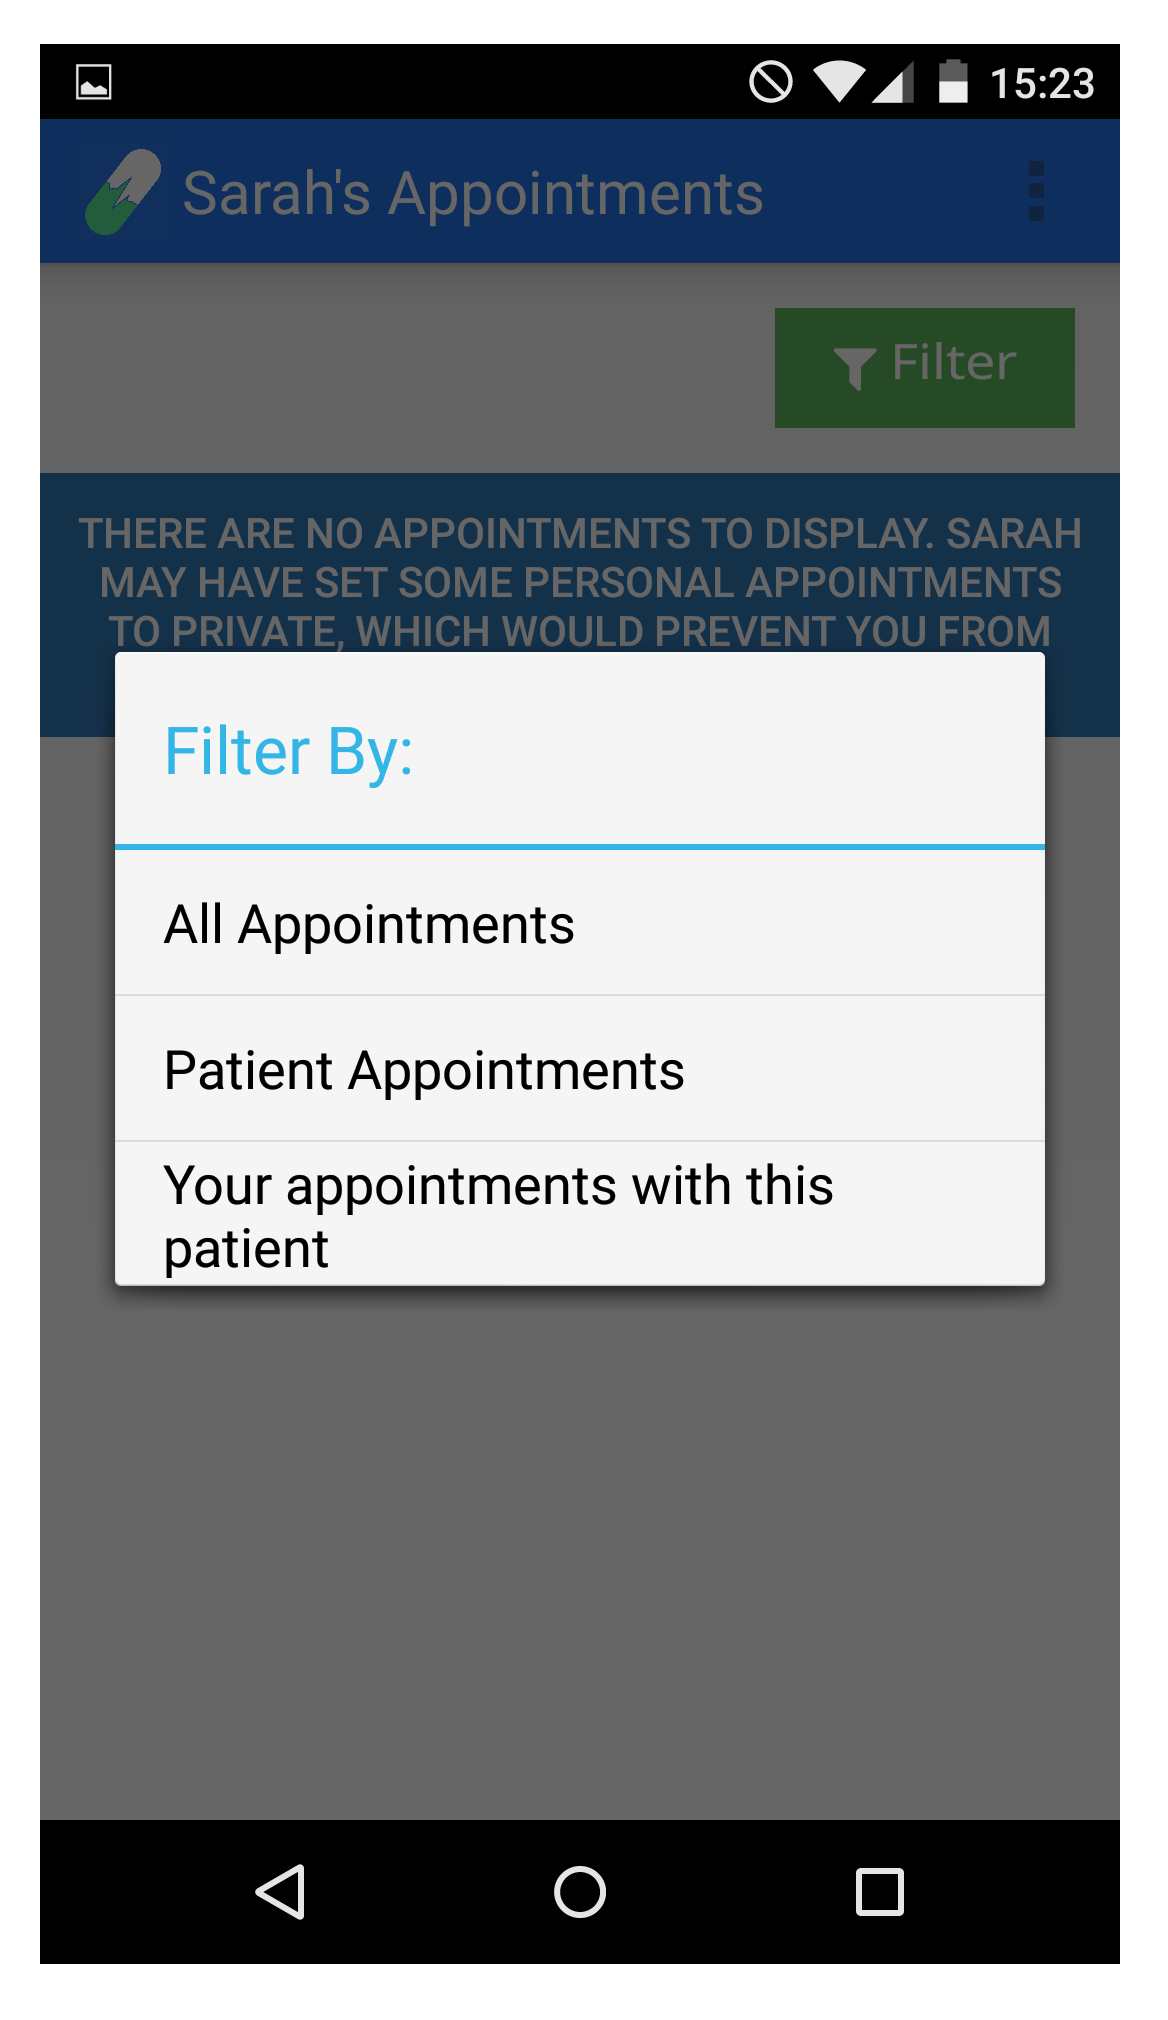 15:23
Sarah's Appointments
Filter
THERE ARE NO APPOINTMENTS TO DISPLAY. SARAH
MAY HAVE SET SOME PERSONAL APPOINTMENTS
TO PRIVATE, WHICH WOULD PREVENT YOU FROM
Filter By:
All Appointments
Patient Appointments
Your appointments with this
patient